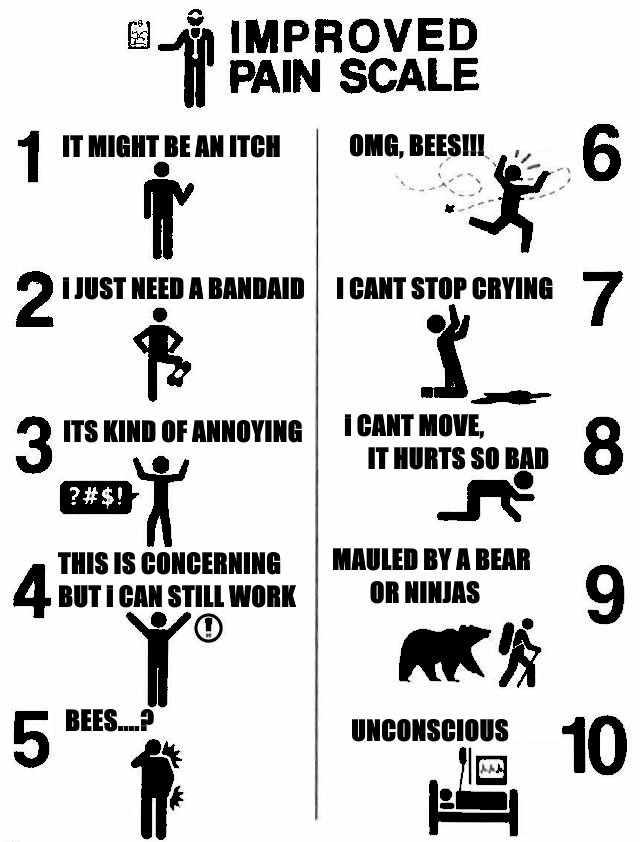 IMPROVED
PAIN SCALE
1 IT MIGHT BE AN ITCH
2 i JUST NEED A BANDAID
3 ITS KIND OF ANNOYING
?#$!
4 THIS IS CONCERNING
BUT i CAN STILL WORK
!
5 BEES....?
OMG, BEES!!! 6
I CANT STOP CRYING 7
i CANT MOVE, 8
IT HURTS SO BAD
MAULED BY A BEAR 9
OR NINJAS
UNCONSCIOUS 10